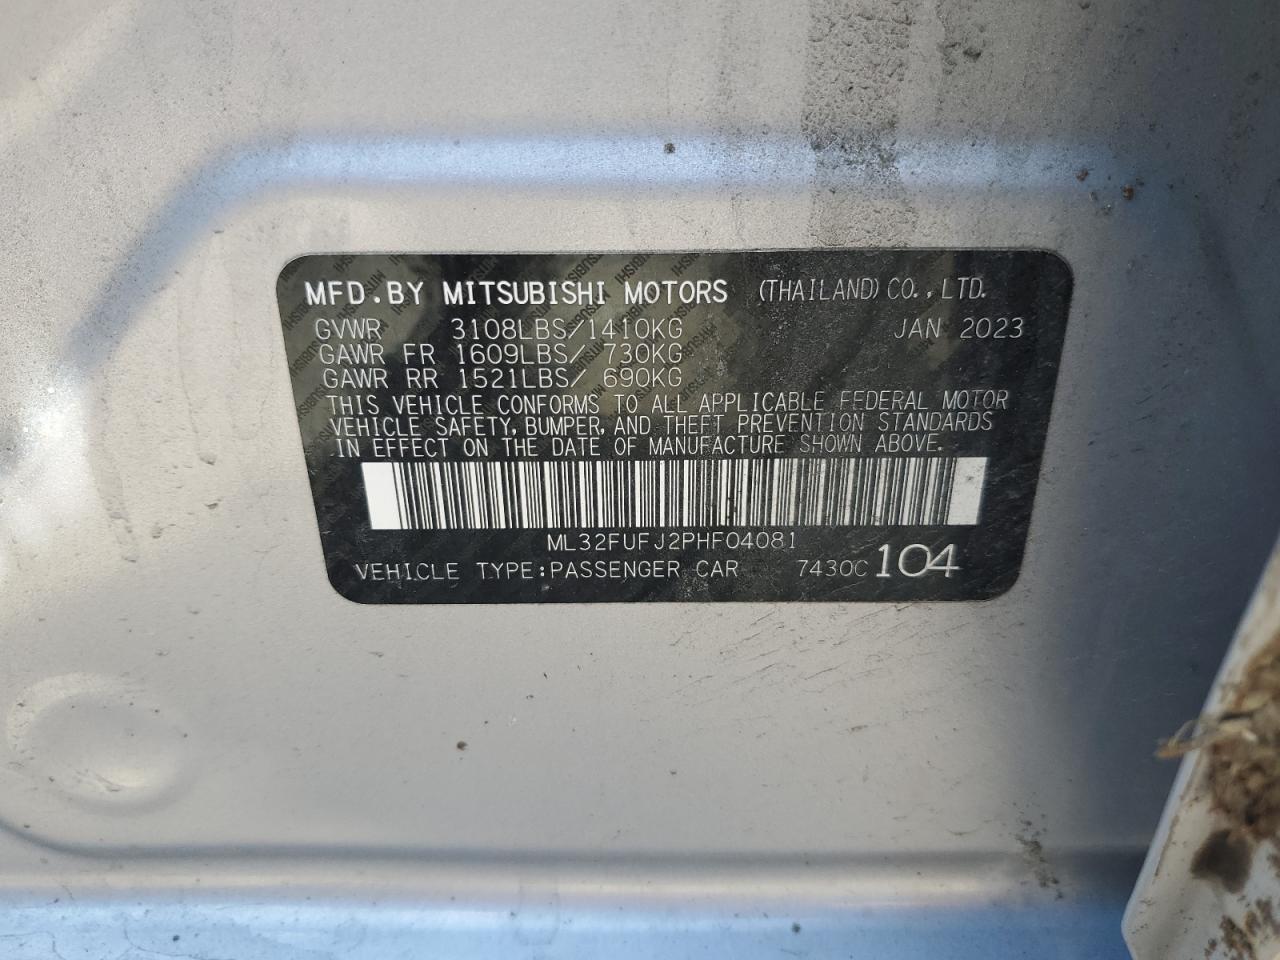 MFD.BY MITSUBISHI MOTORS (THAILAND) CO.,LTD.
GVWR 3108LBS/1410KG JAN 2023
GAWR FR 1609LBS/ 730KG
GAWR RR 1521LBS/ 690KG
THIS VEHICLE CONFORMS TO ALL APPLICABLE FEDERAL MOTOR
VEHICLE SAFETY, BUMPER, AND THEFT PREVENTION STANDARDS
IN EFFECT ON THE DATE OF MANUFACTURE SHOWN ABOVE.
ML32FUFJ2PHF04081
VEHICLE TYPE:PASSENGER CAR 7430C 104